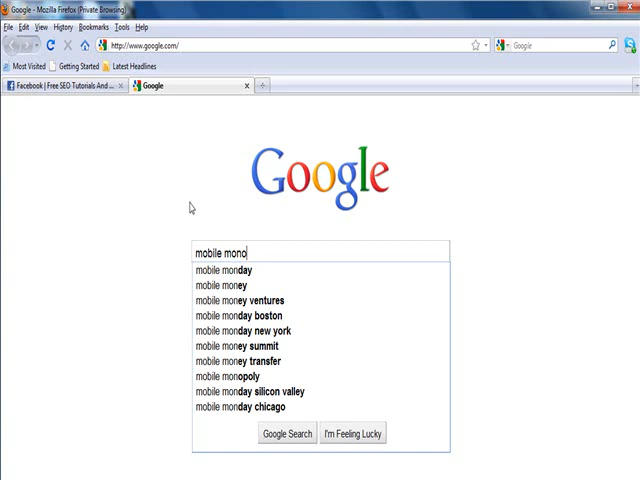 Google - Mozilla Firefox (Private Browsing)
File Edit View History Bookmarks Tools Help
http://www.google.com/ Google
Most Visited Getting Started Latest Headlines
Facebook | Free SEO Tutorials And ... Google
Google
mobile mono
mobile monday
mobile money
mobile money ventures
mobile monday boston
mobile monday new york
mobile money summit
mobile money transfer
mobile monopoly
mobile monday silicon valley
mobile monday chicago
Google Search I'm Feeling Lucky